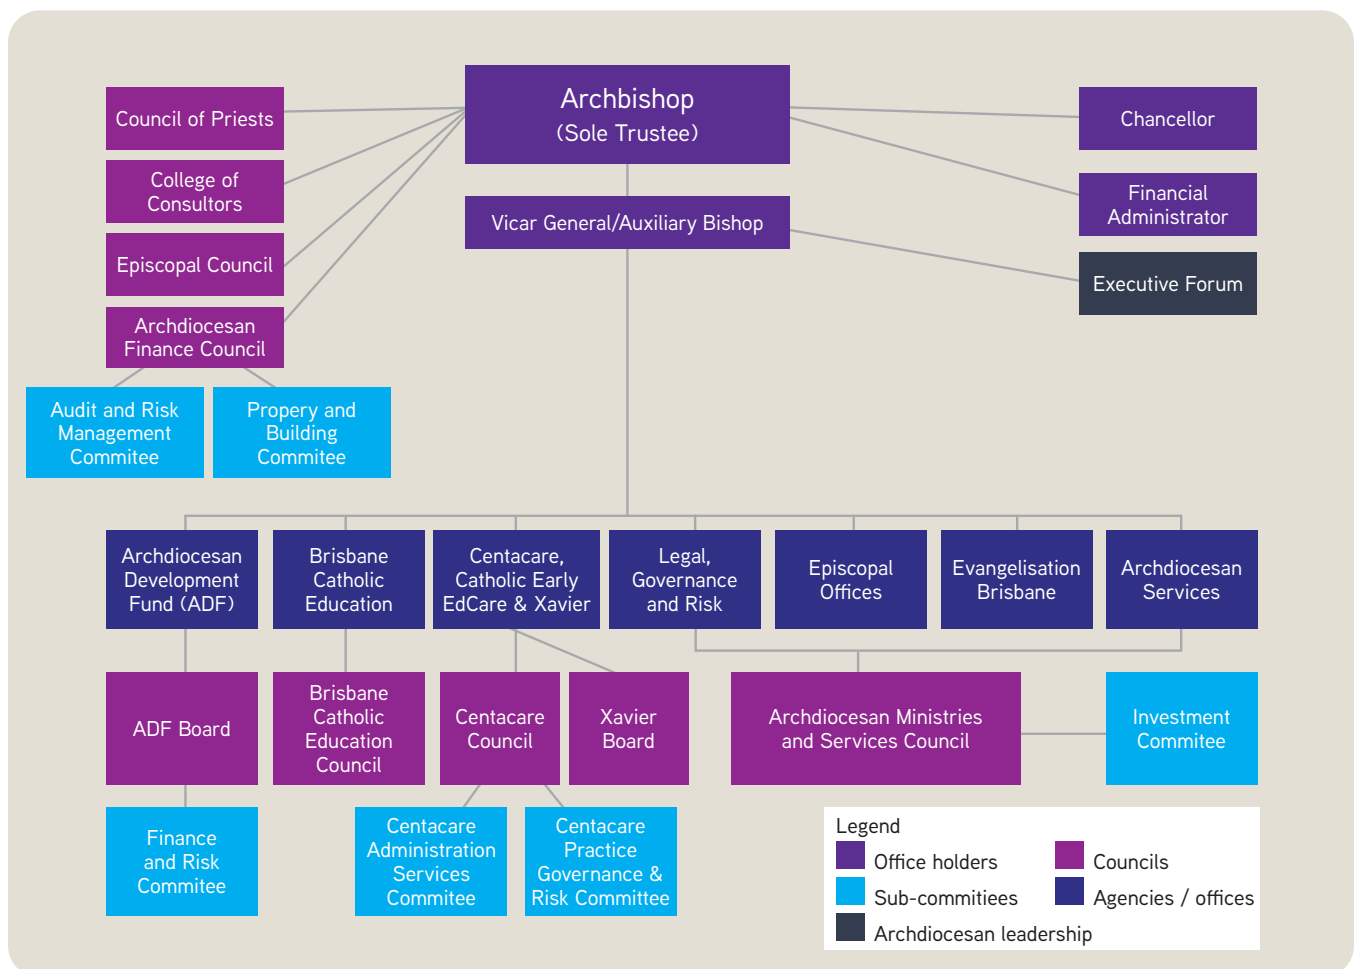 Archbishop
(Sole Trustee)
Council of Priests
College of
Consultors
Episcopal Council
Archdiocesan
Finance Council
Audit and Risk
Management
Commitee
Propery and
Building
Commitee
Vicar General/Auxiliary Bishop
Chancellor
Financial
Administrator
Executive Forum
Archdiocesan
Development
Fund (ADF)
Brisbane
Catholic
Education
Centacare,
Catholic Early
EdCare & Xavier
Legal,
Governance
and Risk
Episcopal
Offices
Evangelisation
Brisbane
Archdiocesan
Services
ADF Board
Brisbane
Catholic
Education
Council
Centacare
Council
Xavier
Board
Archdiocesan Ministries
and Services Council
Investment
Commitee
Finance
and Risk
Commitee
Centacare
Administration
Services
Commitee
Centacare
Practice
Governance &
Risk Committee
Legend
Office holders
Councils
Sub-commitiees
Agencies / offices
Archdiocesan leadership